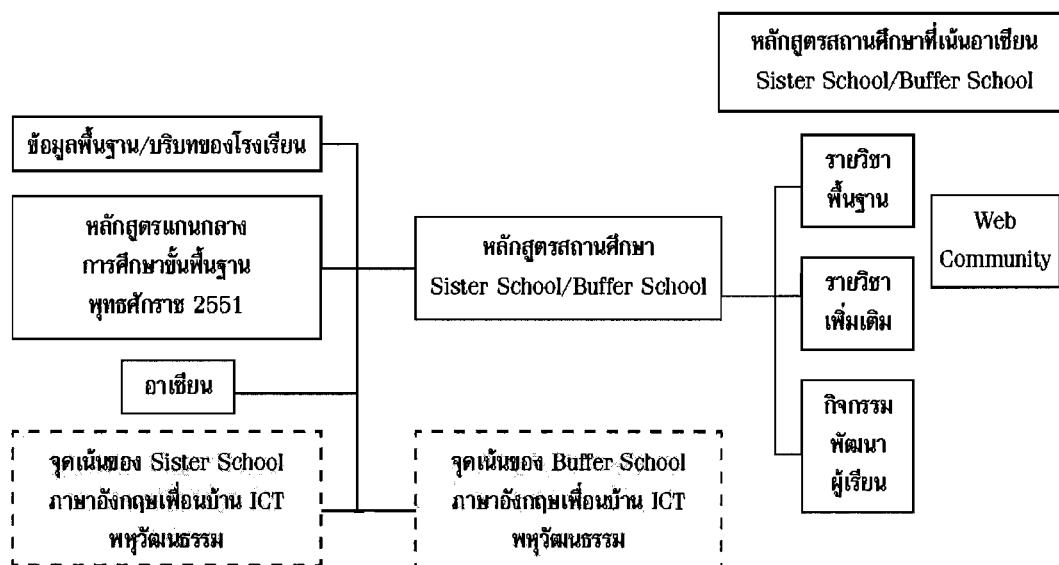 หลักสูตรสถานศึกษาที่เน้นอาเซียน
Sister School/Buffer School
ข้อมูลพื้นฐาน/บริบทของโรงเรียน
หลักสูตรแกนกลาง
การศึกษาขั้นพื้นฐาน
พุทธศักราช 2551
อาเซียน
จุดเน้นของ Sister School
ภาษาอังกฤษเพื่อนบ้าน ICT
พหุวัฒนธรรม
หลักสูตรสถานศึกษา
Sister School/Buffer School
จุดเน้นของ Buffer School
ภาษาอังกฤษเพื่อนบ้าน ICT
พหุวัฒนธรรม
รายวิชา
พื้นฐาน
รายวิชา
เพิ่มเติม
กิจกรรม
พัฒนา
ผู้เรียน
Web
Community